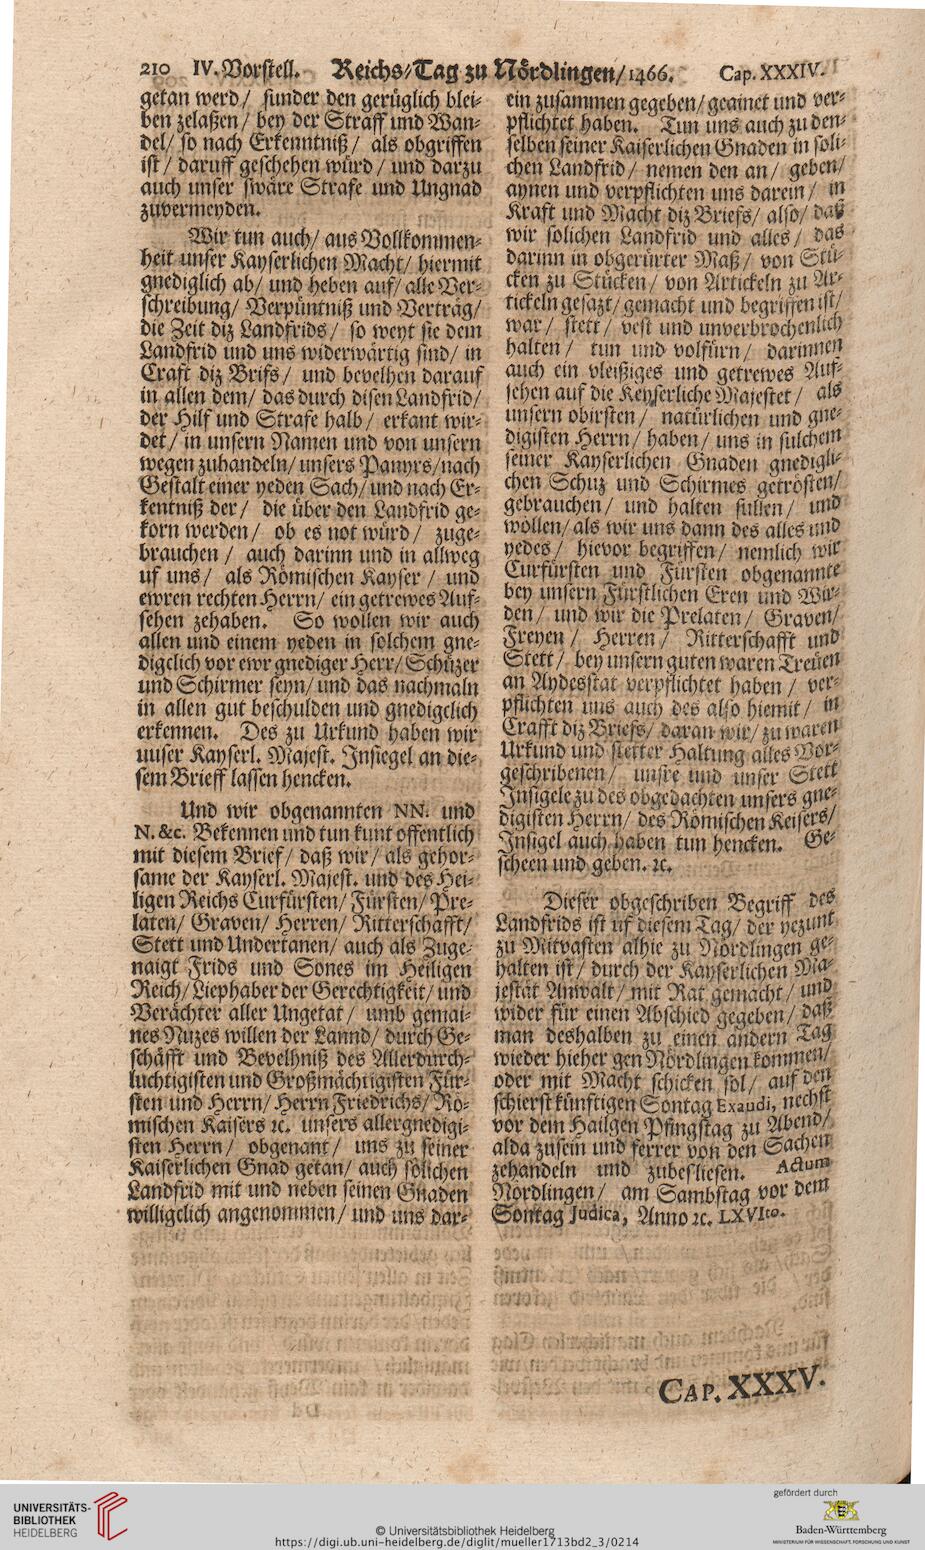 210 IV. Vorstell. Reichs/Tag zu Nördlingen/1466. Cap. XXXIV.
getan werd/ sunder den gerüglich blei-
ben zelaßen/ bey der Straff und Wan-
del/ so nach Erkenntniß/ als obgriffen
ist/ daruff geschehen würd/ und darzu
auch unser swäre Strafe und Ungnad
zuvermeyden.
Wir tun auch/ aus Vollkommen-
heit unser Kayserlichen Macht/ hiermit
gnediglich ab/ und heben auf/ alle Ver-
schreibung/ Verpüntniß und Verträg/
die Zeit diz Landfrids/ so weyt sie dem
Landfrid und uns widerwärtig sind/ in
Craft diz Brifs/ und bevelhen darauf
in allen dem/ das durch disen Landfrid/
der Hilf und Strafe halb/ erkant wir-
det/ in unsern Namen und von unsern
wegen zuhandeln/ unsers Panyrs/nach
Gestalt einer yeden Sach/ und nach Er-
kentniß der/ die über den Landfrid ge-
korn werden/ ob es not würd/ zuge-
brauchen/ auch darinn und in allweg
uf uns/ als Römischen Kayser/ und
ewren rechten Herrn/ ein getrewes Auf-
sehen zehaben. So wollen wir auch
allen und einem yeden in solchem gne-
digclich vor ewr gnediger Herr/ Schüzer
und Schirmer seyn/ und das nachmaln
in allen gut beschulden und gnedigclich
erkennen. Des zu Urkund haben wir
uuser Kayserl. Majest. Insiegel an die-
sem Brieff lassen hencken.
Und wir obgenannten NN. und
N. &c. Bekennen und tun kunt offentlich
mit diesem Brief/ daß wir/ als gehor-
same der Kayserl. Majest. und des Hei-
ligen Reichs Curfürsten/ Fürsten/ Pre-
laten/ Graven/ Herren/ Ritterschafft/
Stett und Undertanen/ auch als Zuge-
naigt Frids und Sones im Heiligen
Reich/ Liephaber der Gerechtigkeit/ und
Verächter aller Ungetat/ umb gemai-
nes Nuzes willen der Lannd/ durch Ge-
schäfft und Bevelhniß des Allerdurch-
luchtigisten und Großmächtigisten Für-
sten und Herrn/ Herrn Friedrichs/ Rö-
mischen Kaisers ꝛc. unsers allergnedigi-
sten Herrn/ obgenant/ uns zu seiner
Kaiserlichen Gnad getan/ auch sölichen
Landfrid mit und neben seinen Gnaden
willigclich angenommen/ und uns dar-
ein zusammen gegeben/ geainet und ver-
pflichtet haben. Tun uns auch zu den-
selben seiner Kaiserlichen Gnaden in soli-
chen Landfrid/ nemen den an/ geben/
aynen und verpflichten uns darein/ in
Kraft und Macht diz Briefs/ also/ daß
wir solichen Landfrid und alles/ das
darinn in obgerürter Maß/ von Stü-
cken zu Stücken/ von Artickeln zu Ar-
tickeln gesazt/ gemacht und begriffen ist/
war/ stett/ vest und unverbrochenlich
halten/ tun und volfürn/ darinnen
auch ein vleißiges und getrewes Auf-
sehen auf die Keyserliche Majestet/ als
unsern obirsten/ natürlichen und gne-
digisten Herrn/ haben/ uns in sulchem
seiner Kayserlichen Gnaden gnedigli-
chen Schuz und Schirmes getrösten/
gebrauchen/ und halten sullen/ und
wöllen/ als wir uns dann des alles und
yedes/ hievor begriffen/ nemlich wir
Curfürsten und Fürsten obgenannte
bey unsern Fürstlichen Eren und Wir-
den/ und wir die Prelaten/ Graven/
Freyen/ Herren/ Ritterschafft und
Stett/ bey unsern guten waren Treüen
an Aydesstat verpflichtet haben/ ver-
pflichten uns auch des also hiemit/ in
Crafft diz Briefs/ daran wir/ zu waren
Urkund und stetter Haltung alles Vor-
geschribenen/ unsre und unser Stett
Insigele zu des obgedachten unsers gne-
digisten Herrn/ des Römischen Keisers/
Insigel auch haben tun hencken. Ge-
scheen und geben. ꝛc.
Dieser obgeschriben Begriff des
Landfrids ist uf diesem Tag/ der yezunt
zu Mitvasten alhie zu Nördlingen ge-
halten ist/ durch der Kayserlichen Ma-
jestät Anwalt/ mit Rat gemacht/ und
wider für einen Abschied gegeben/ daß
man deshalben zu einen andern Tag
wieder hieher gen Nördlingen kommen/
oder mit Macht schicken sol/ auf den
schierstkünftigen Sontag Exaudi, nechst
vor dem Hailgen Pfingstag zu Abend/
alda zusein und ferrer von den Sachen
zehandeln und zubesliesen. Actum
Nördlingen/ am Sambstag vor dem
Sontag Judica, Anno ꝛc. LXVIto.
CAP. XXXV.
UNIVERSITÄTS-
BIBLIOTHEK
HEIDELBERG
© Universitätsbibliothek Heidelberg
https://digi.ub.uni-heidelberg.de/diglit/mueller1713bd2_3/0214
gefördert durch
Baden-Württemberg
MINISTERIUM FÜR WISSENSCHAFT, FORSCHUNG UND KUNST